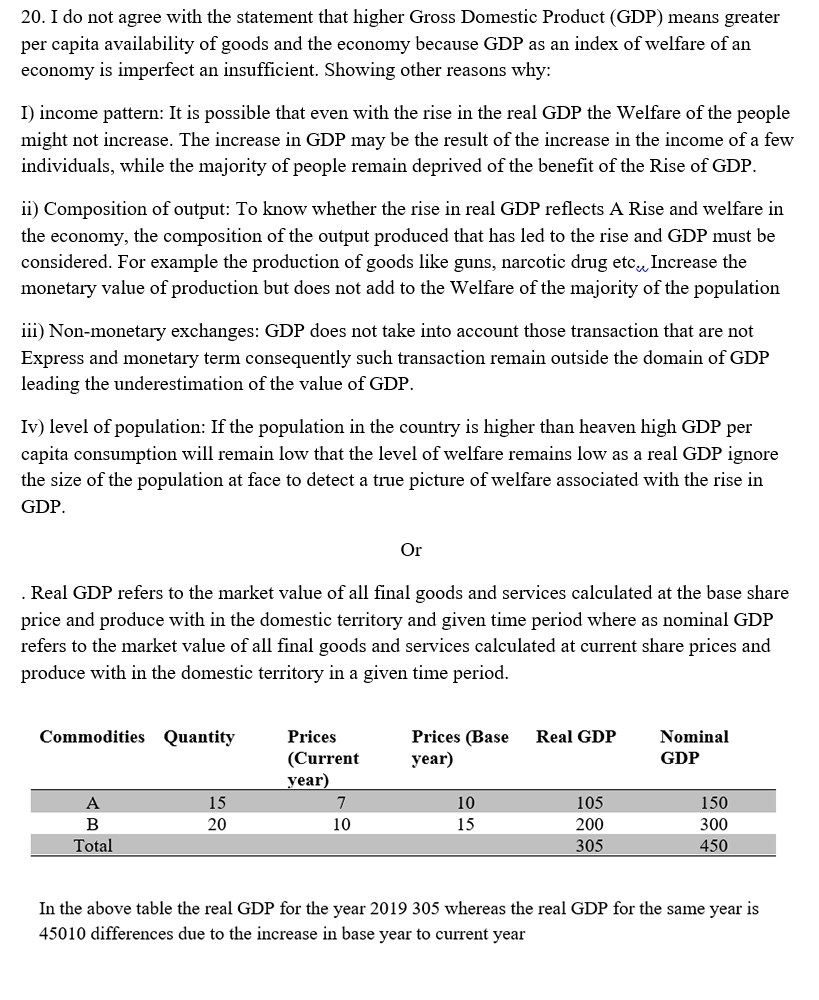 20. I do not agree with the statement that higher Gross Domestic Product (GDP) means greater
per capita availability of goods and the economy because GDP as an index of welfare of an
economy is imperfect an insufficient. Showing other reasons why:
I) income pattern: It is possible that even with the rise in the real GDP the Welfare of the people
might not increase. The increase in GDP may be the result of the increase in the income of a few
individuals, while the majority of people remain deprived of the benefit of the Rise of GDP.
ii) Composition of output: To know whether the rise in real GDP reflects A Rise and welfare in
the economy, the composition of the output produced that has led to the rise and GDP must be
considered. For example the production of goods like guns, narcotic drug etc,, Increase the
monetary value of production but does not add to the Welfare of the majority of the population
iii) Non-monetary exchanges: GDP does not take into account those transaction that are not
Express and monetary term consequently such transaction remain outside the domain of GDP
leading the underestimation of the value of GDP.
Iv) level of population: If the population in the country is higher than heaven high GDP per
capita consumption will remain low that the level of welfare remains low as a real GDP ignore
the size of the population at face to detect a true picture of welfare associated with the rise in
GDP.
Or
. Real GDP refers to the market value of all final goods and services calculated at the base share
price and produce with in the domestic territory and given time period where as nominal GDP
refers to the market value of all final goods and services calculated at current share prices and
produce with in the domestic territory in a given time period.
Commodities Quantity Prices (Current year) Prices (Base year) Real GDP Nominal GDP
A 15 7 10 105 150
B 20 10 15 200 300
Total 305 450
In the above table the real GDP for the year 2019 305 whereas the real GDP for the same year is
45010 differences due to the increase in base year to current year